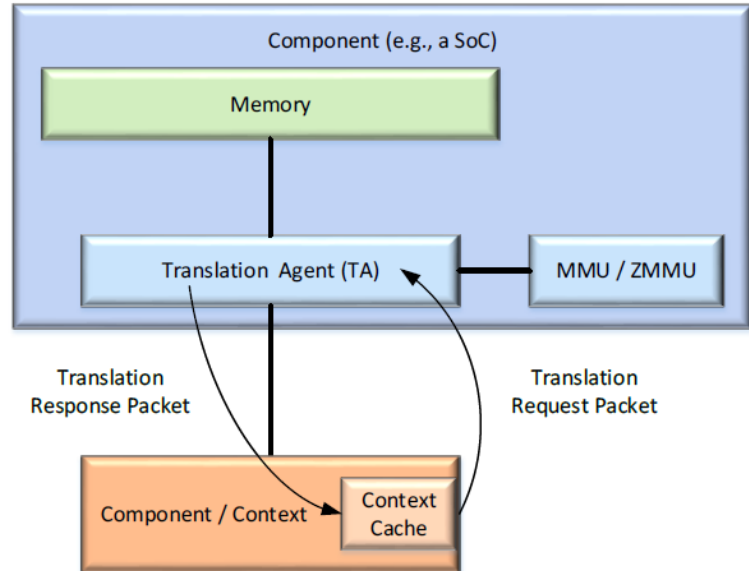 Component (e.g., a SoC)
Memory
Translation Agent (TA)
MMU / ZMMU
Translation
Response Packet
Translation
Request Packet
Component / Context
Context
Cache